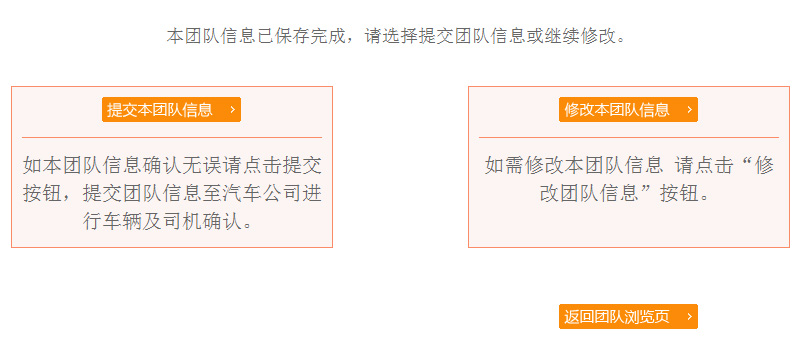 本团队信息已保存完成，请选择提交团队信息或继续修改。
提交本团队信息 ›
如本团队信息确认无误请点击提交
按钮，提交团队信息至汽车公司进
行车辆及司机确认。
修改本团队信息 ›
如需修改本团队信息 请点击“修
改团队信息”按钮。
返回团队浏览页 ›